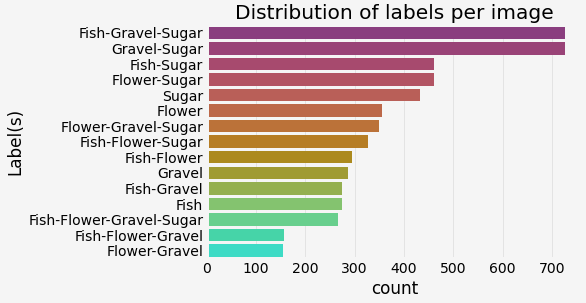 Distribution of labels per image
Label(s)
Fish-Gravel-Sugar
Gravel-Sugar
Fish-Sugar
Flower-Sugar
Sugar
Flower
Flower-Gravel-Sugar
Fish-Flower-Sugar
Fish-Flower
Gravel
Fish-Gravel
Fish
Fish-Flower-Gravel-Sugar
Fish-Flower-Gravel
Flower-Gravel
0 100 200 300 400 500 600 700
count